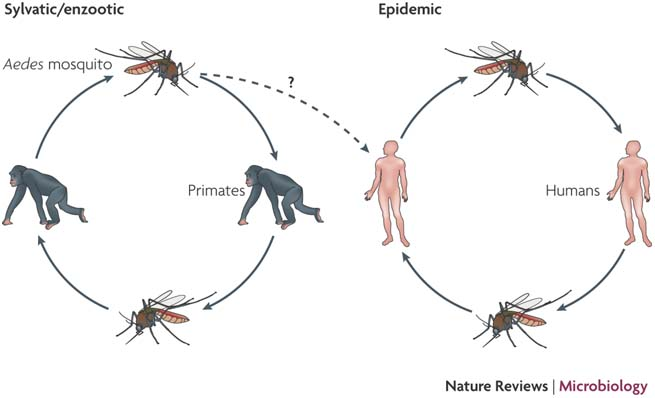 Sylvatic/enzootic
Epidemic
Aedes mosquito
?
Primates
Humans
Nature Reviews | Microbiology